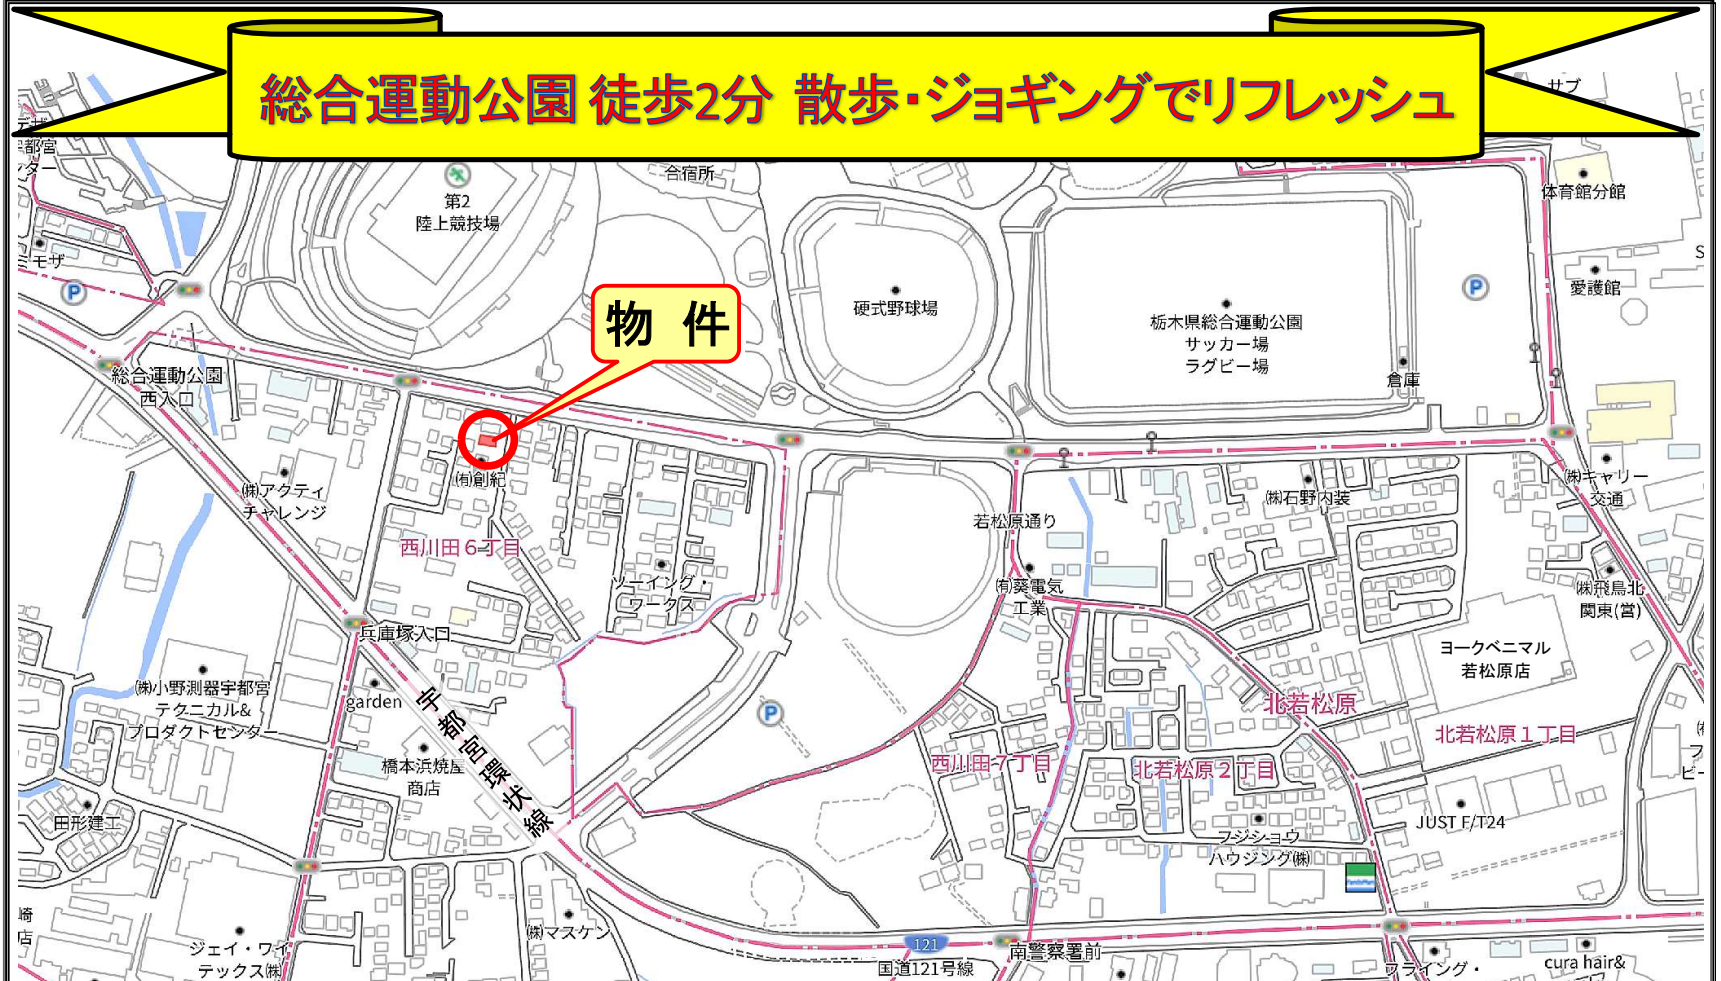 総合運動公園 徒歩2分 散歩・ジョギングでリフレッシュ
サブ
デザ
宇都宮
ンター
合宿所
第2
陸上競技場
体育館分館
ミモザ
P
物 件
硬式野球場
栃木県総合運動公園
サッカー場
ラグビー場
P
愛護館
倉庫
総合運動公園
西入口
㈲創紀
㈱アクティ
チャレンジ
㈱石野内装
㈱キャリー
交通
若松原通り
西川田6丁目
ソーイング・
ワークス
㈲葵電気
工業
㈱飛鳥北
関東(営)
兵庫塚入口
ヨークベニマル
若松原店
㈱小野測器宇都宮
テクニカル&
プロダクトセンター
garden
宇都宮環状線
P
北若松原
北若松原1丁目
橋本浜焼屋
商店
西川田7丁目
北若松原2丁目
田形建工
フジショウ
ハウジング㈱
JUST F/T24
崎
店
ジェイ・ワイ
テックス㈱
㈱マスケン
121
国道121号線
南警察署前
フライング・
cura hair&